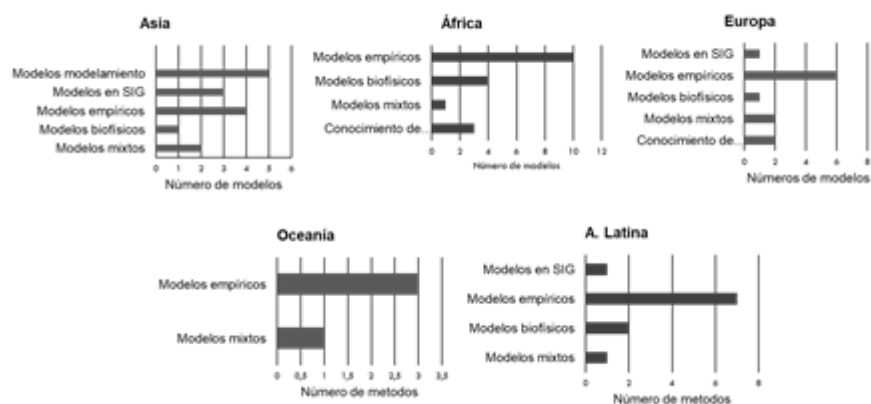 Asia
Modelos modelamiento
Modelos en SIG
Modelos empíricos
Modelos biofísicos
Modelos mixtos
0 1 2 3 4 5 6
Número de modelos
África
Modelos empíricos
Modelos biofísicos
Modelos mixtos
Conocimiento de...
0 2 4 6 8 10 12
Número de modelos
Europa
Modelos en SIG
Modelos empíricos
Modelos biofísicos
Modelos mixtos
Conocimiento de...
0 2 4 6 8
Números de modelos
Oceanía
Modelos empíricos
Modelos mixtos
0 0,5 1 1,5 2 2,5 3 3,5
Número de metodos
A. Latina
Modelos en SIG
Modelos empíricos
Modelos biofísicos
Modelos mixtos
0 2 4 6 8
Número de metodos